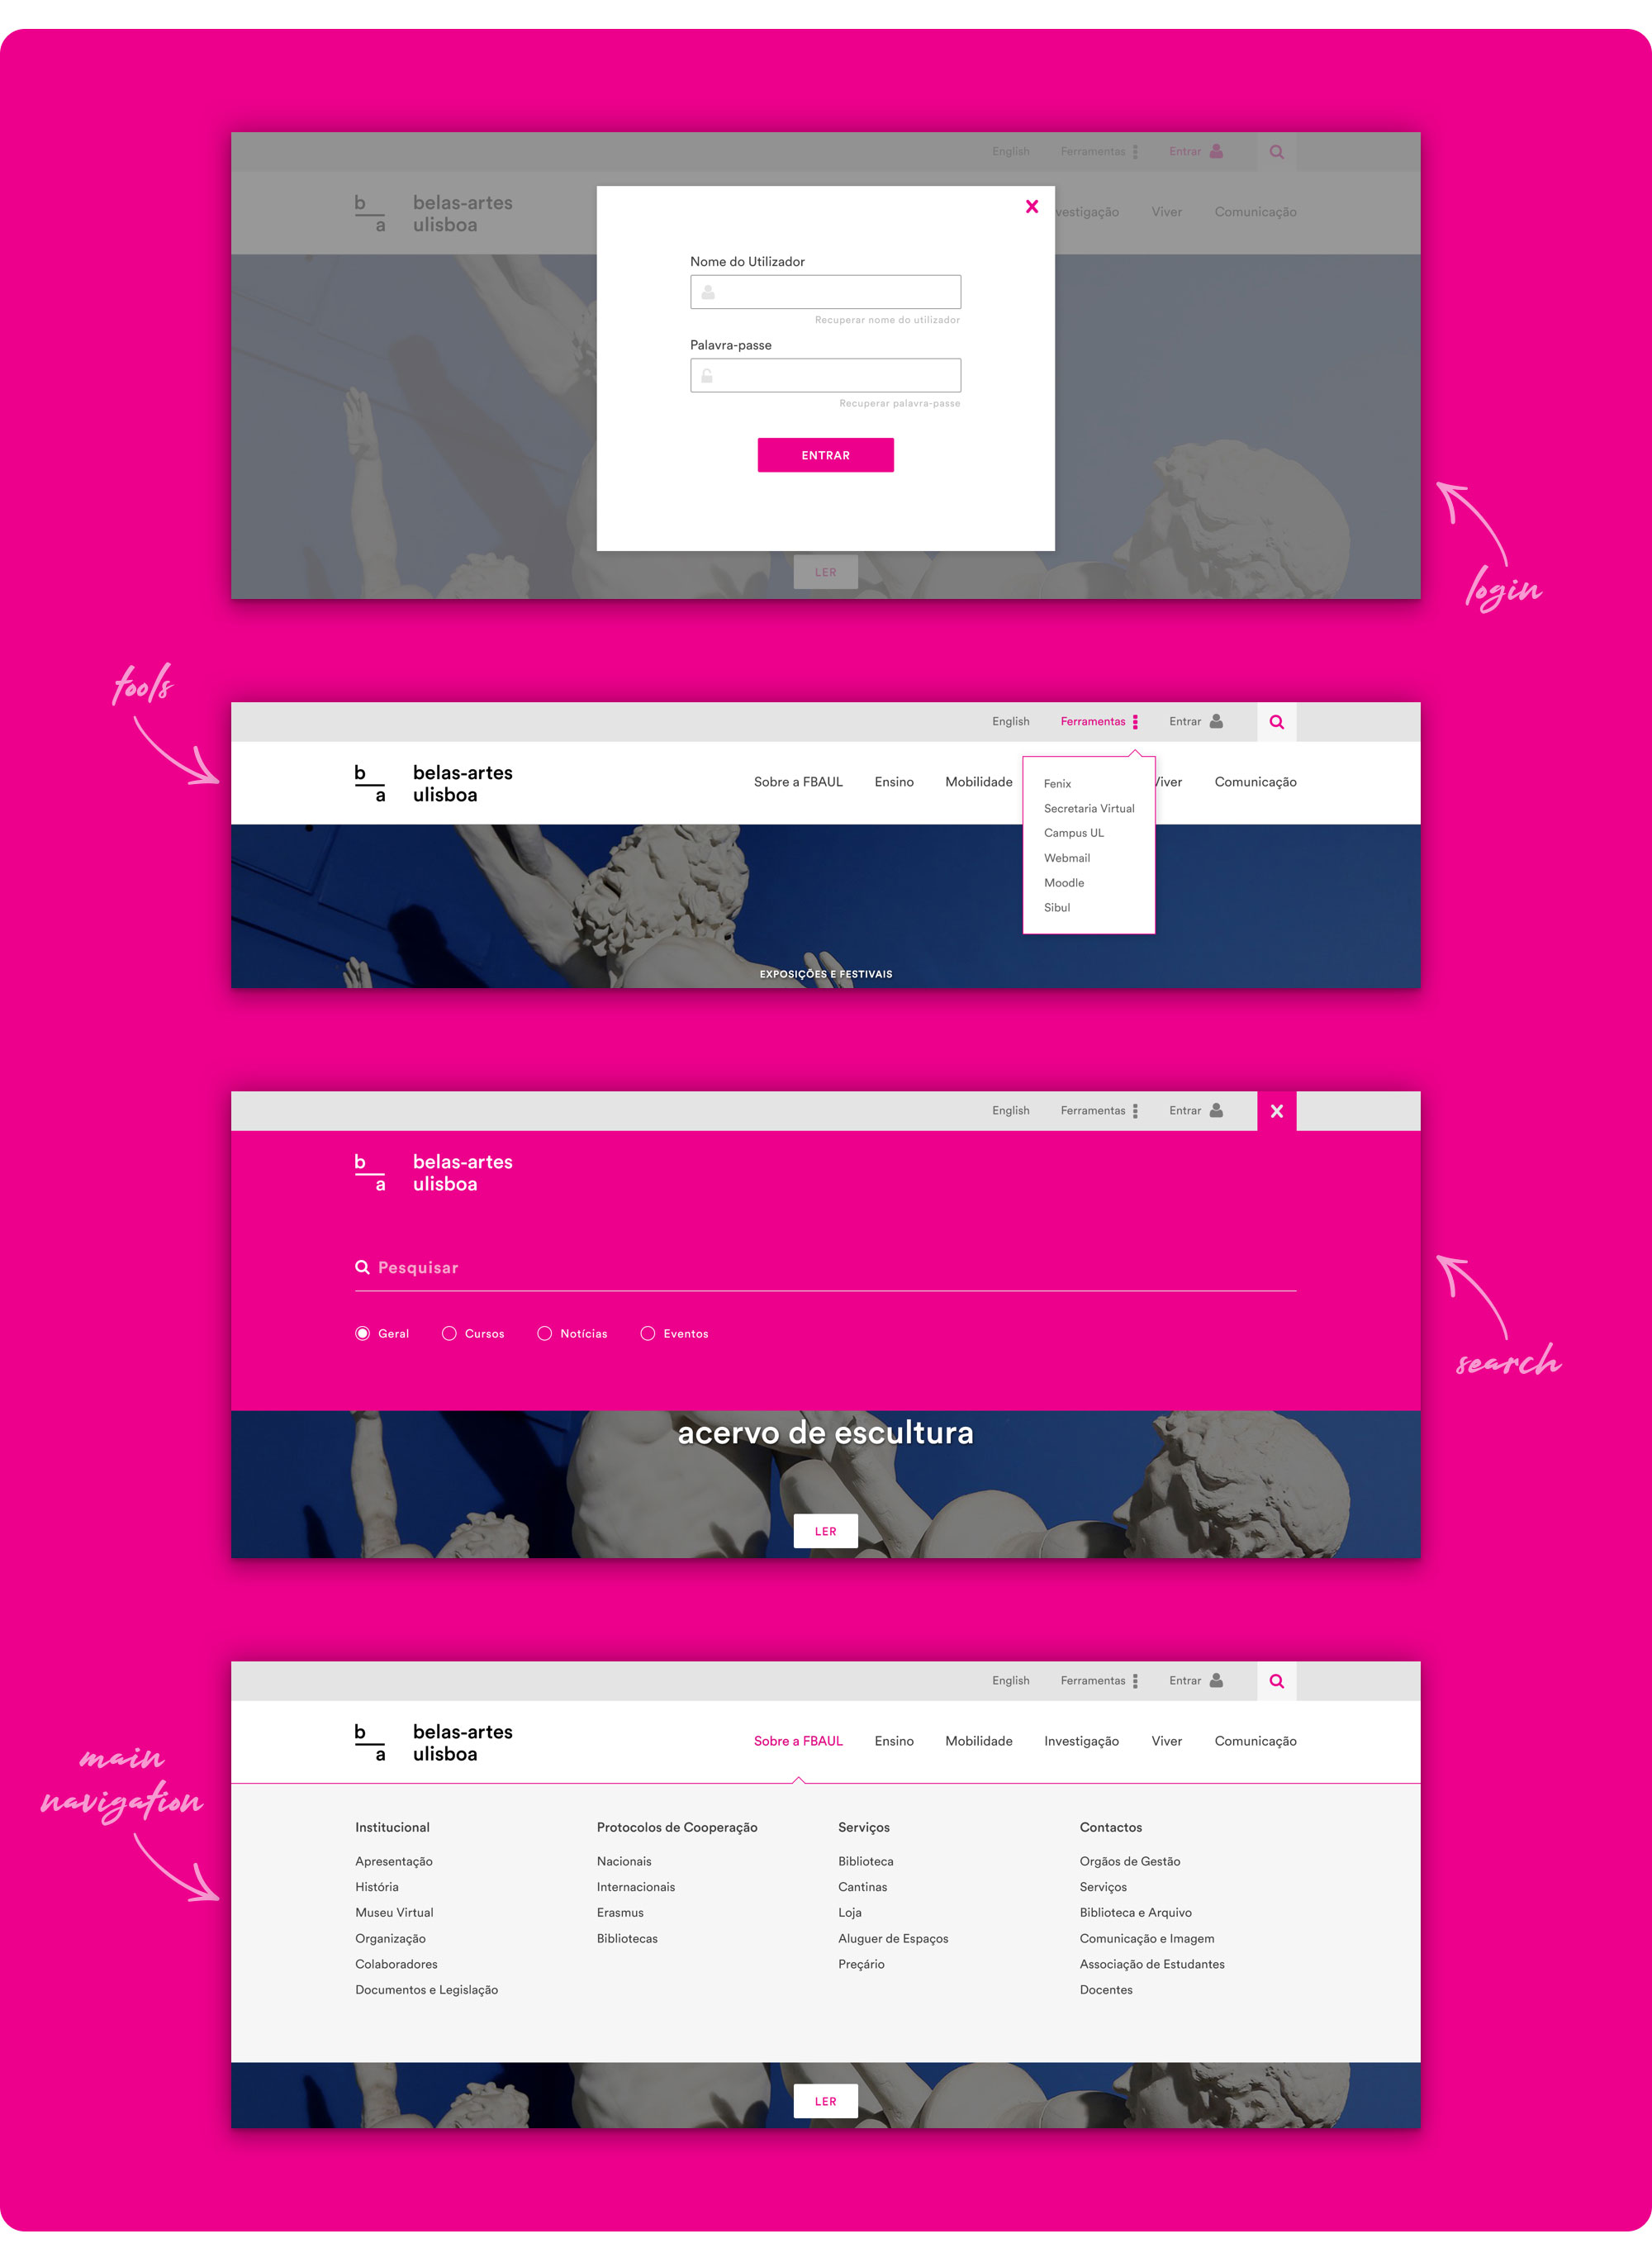 English Ferramentas Entrar
b
a
belas-artes
ulisboa
vestigação Viver Comunicação
Nome do Utilizador
Recuperar nome do utilizador
Palavra-passe
Recuperar palavra-passe
ENTRAR
LER
login
tools
English Ferramentas Entrar
b
a
belas-artes
ulisboa
Sobre a FBAUL Ensino Mobilidade Viver Comunicação
Fenix
Secretaria Virtual
Campus UL
Webmail
Moodle
Sibul
EXPOSIÇÕES E FESTIVAIS
English Ferramentas Entrar
b
a
belas-artes
ulisboa
Pesquisar
Geral Cursos Notícias Eventos
search
acervo de escultura
LER
English Ferramentas Entrar
b
a
belas-artes
ulisboa
Sobre a FBAUL Ensino Mobilidade Investigação Viver Comunicação
main
navigation
Institucional
Apresentação
História
Museu Virtual
Organização
Colaboradores
Documentos e Legislação
Protocolos de Cooperação
Nacionais
Internacionais
Erasmus
Bibliotecas
Serviços
Biblioteca
Cantinas
Loja
Aluguer de Espaços
Preçário
Contactos
Orgãos de Gestão
Serviços
Biblioteca e Arquivo
Comunicação e Imagem
Associação de Estudantes
Docentes
LER